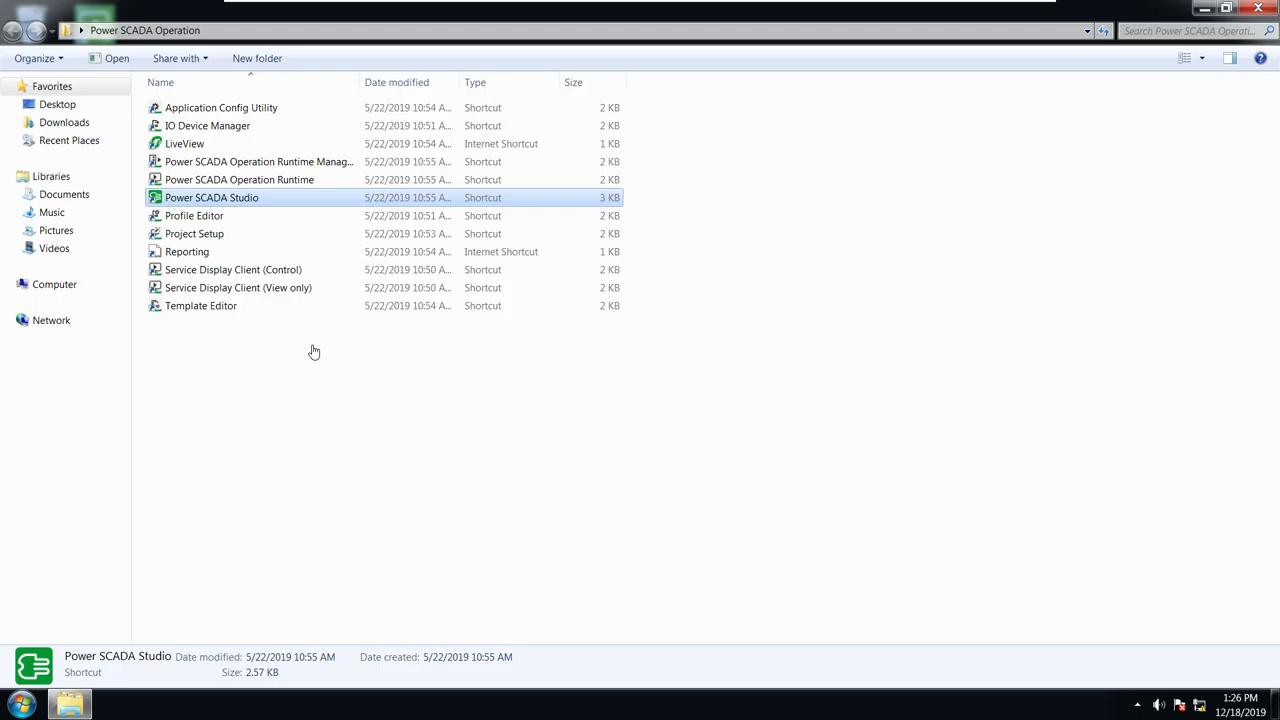 Power SCADA Operation
Search Power SCADA Operati...
Organize Open Share with New folder
Name Date modified Type Size
Favorites
Desktop
Downloads
Recent Places
Libraries
Documents
Music
Pictures
Videos
Computer
Network
Application Config Utility 5/22/2019 10:54 A... Shortcut 2 KB
IO Device Manager 5/22/2019 10:51 A... Shortcut 2 KB
LiveView 5/22/2019 10:54 A... Internet Shortcut 1 KB
Power SCADA Operation Runtime Manag... 5/22/2019 10:55 A... Shortcut 2 KB
Power SCADA Operation Runtime 5/22/2019 10:55 A... Shortcut 2 KB
Power SCADA Studio 5/22/2019 10:55 A... Shortcut 3 KB
Profile Editor 5/22/2019 10:51 A... Shortcut 2 KB
Project Setup 5/22/2019 10:53 A... Shortcut 2 KB
Reporting 5/22/2019 10:54 A... Internet Shortcut 1 KB
Service Display Client (Control) 5/22/2019 10:50 A... Shortcut 2 KB
Service Display Client (View only) 5/22/2019 10:50 A... Shortcut 2 KB
Template Editor 5/22/2019 10:54 A... Shortcut 2 KB
Power SCADA Studio Date modified: 5/22/2019 10:55 AM Date created: 5/22/2019 10:55 AM
Shortcut Size: 2.57 KB
1:26 PM
12/18/2019